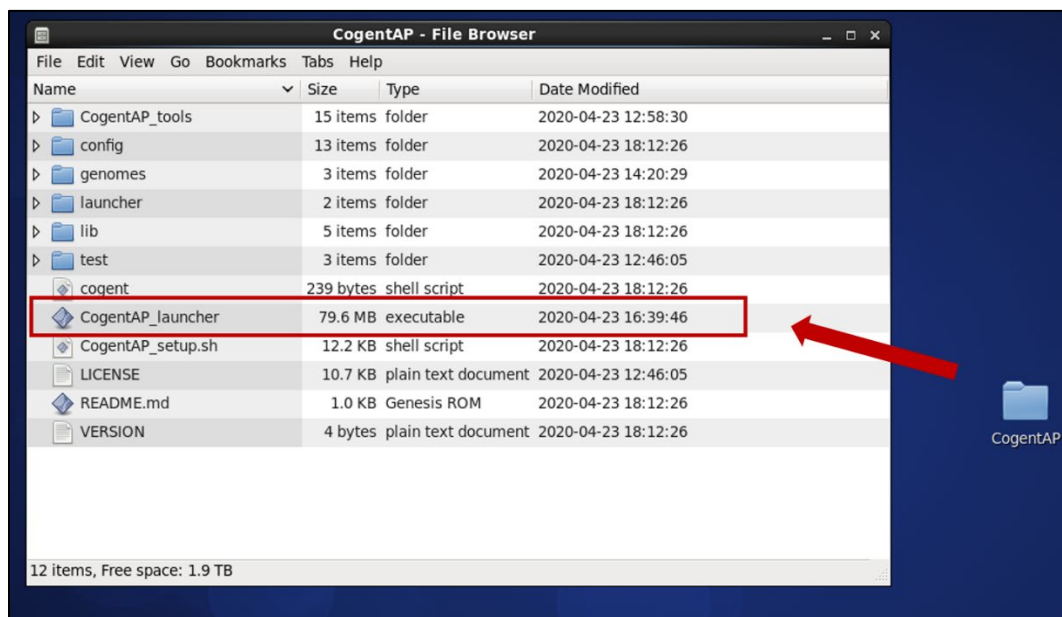 CogentAP - File Browser
File Edit View Go Bookmarks Tabs Help
Name Size Type Date Modified
CogentAP_tools 15 items folder 2020-04-23 12:58:30
config 13 items folder 2020-04-23 18:12:26
genomes 3 items folder 2020-04-23 14:20:29
launcher 2 items folder 2020-04-23 18:12:26
lib 5 items folder 2020-04-23 18:12:26
test 3 items folder 2020-04-23 12:46:05
cogent 239 bytes shell script 2020-04-23 18:12:26
CogentAP_launcher 79.6 MB executable 2020-04-23 16:39:46
CogentAP_setup.sh 12.2 KB shell script 2020-04-23 18:12:26
LICENSE 10.7 KB plain text document 2020-04-23 12:46:05
README.md 1.0 KB Genesis ROM 2020-04-23 18:12:26
VERSION 4 bytes plain text document 2020-04-23 18:12:26
CogentAP
12 items, Free space: 1.9 TB